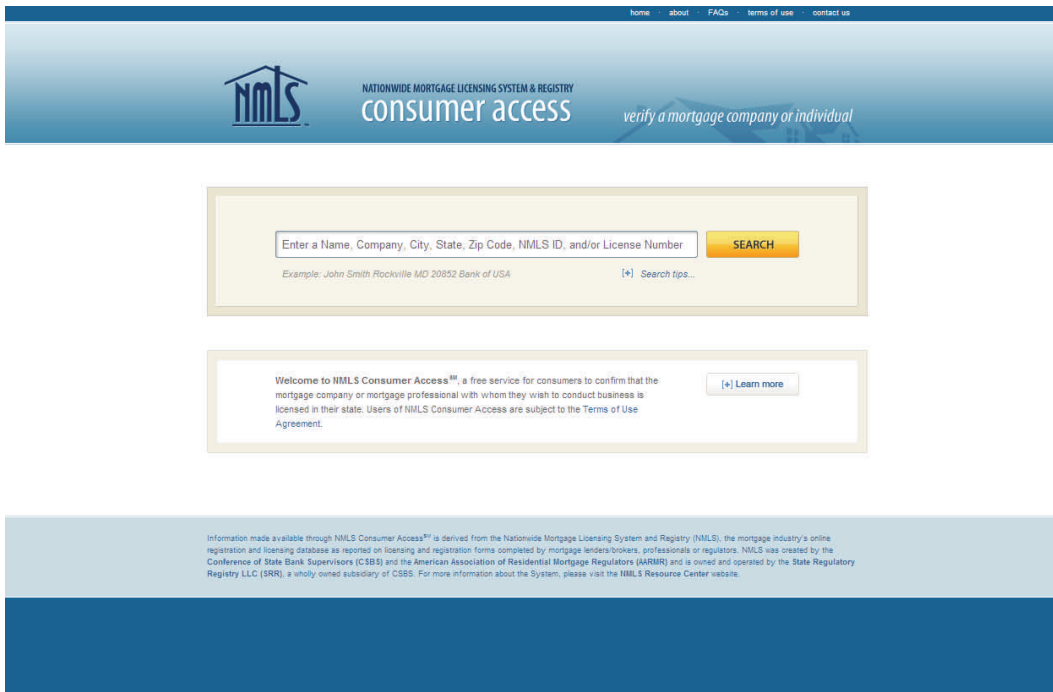 home · about · FAQs · terms of use · contact us
NMLS
NATIONWIDE MORTGAGE LICENSING SYSTEM & REGISTRY
consumer access
verify a mortgage company or individual
Enter a Name, Company, City, State, Zip Code, NMLS ID, and/or License Number
SEARCH
Example: John Smith Rockville MD 20852 Bank of USA
[+] Search tips...
Welcome to NMLS Consumer Access℠, a free service for consumers to confirm that the
mortgage company or mortgage professional with whom they wish to conduct business is
licensed in their state. Users of NMLS Consumer Access are subject to the Terms of Use
Agreement.
[+] Learn more
Information made available through NMLS Consumer Access℠ is derived from the Nationwide Mortgage Licensing System and Registry (NMLS), the mortgage industry's online
registration and licensing database as reported on licensing and registration forms completed by mortgage lenders/brokers, professionals or regulators. NMLS was created by the
Conference of State Bank Supervisors (CSBS) and the American Association of Residential Mortgage Regulators (AARMR) and is owned and operated by the State Regulatory
Registry LLC (SRR), a wholly owned subsidiary of CSBS. For more information about the System, please visit the NMLS Resource Center website.